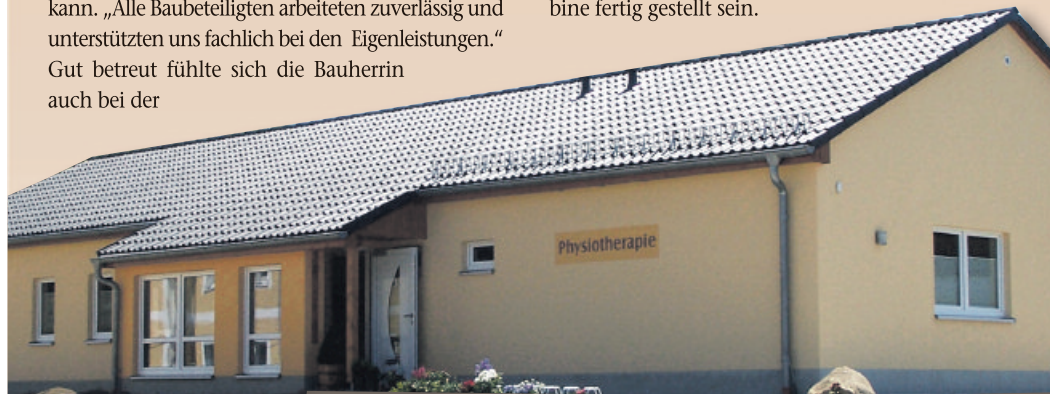 kann. „Alle Baubeteiligten arbeiteten zuverlässig und
unterstützten uns fachlich bei den Eigenleistungen.“
Gut betreut fühlte sich die Bauherrin
auch bei der
bine fertig gestellt sein.
Physiotherapie